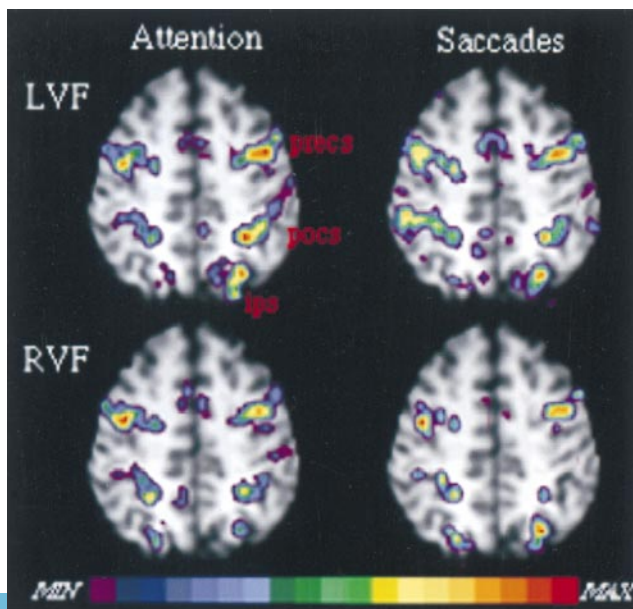 Attention Saccades
LVF
precs
pocs
ips
RVF
MIN MAX